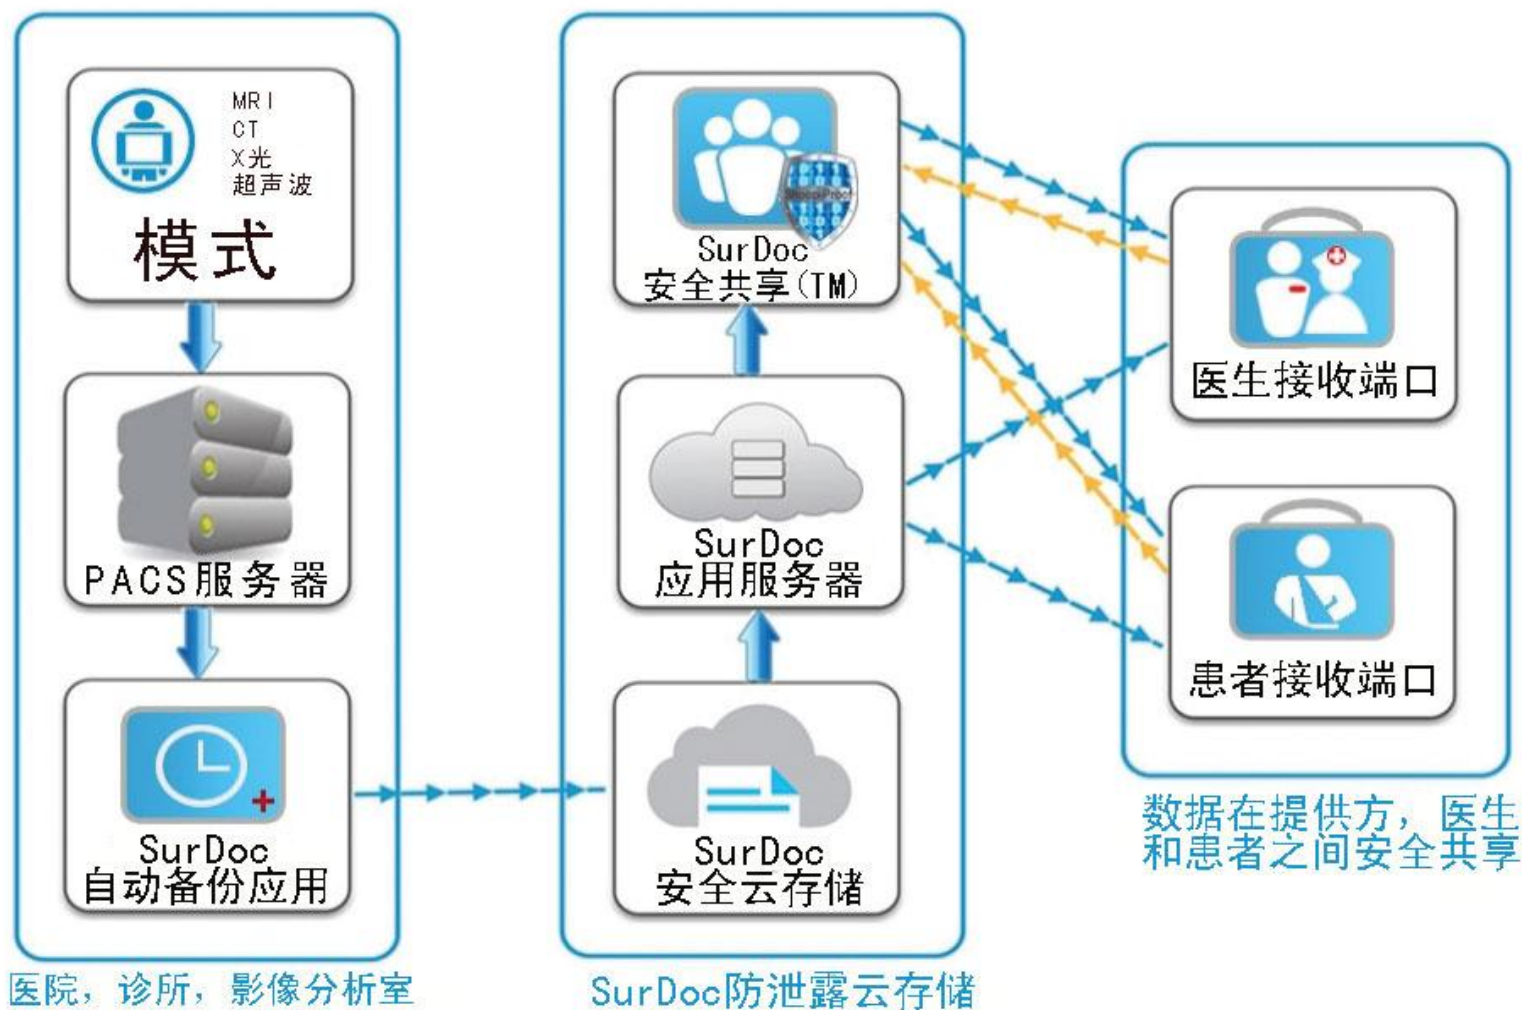 MRI
CT
X光
超声波
模式
PACS服务器
SurDoc
自动备份应用
医院，诊所，影像分析室
SurDoc
安全共享(TM)
SurDoc
应用服务器
SurDoc
安全云存储
SurDoc防泄露云存储
医生接收端口
患者接收端口
数据在提供方，医生
和患者之间安全共享